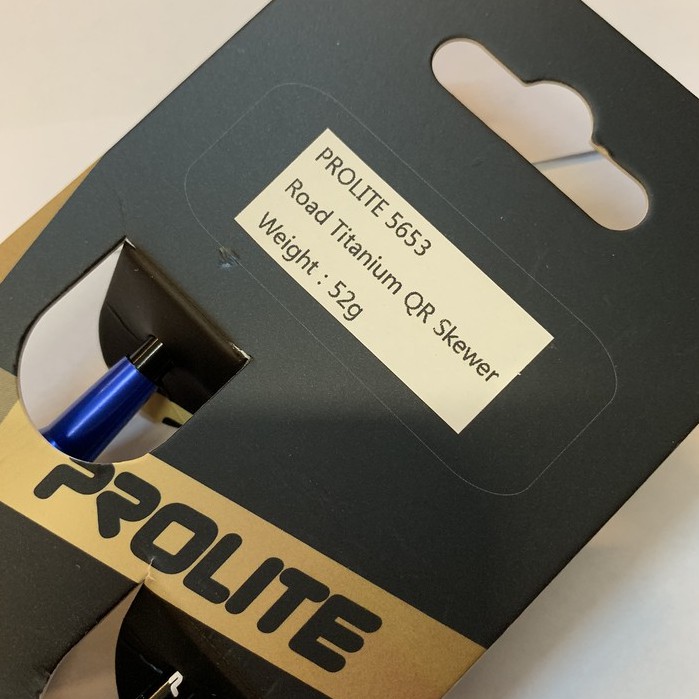 PROLITE 5653
Road Titanium QR Skewer
Weight : 52g
PROLITE